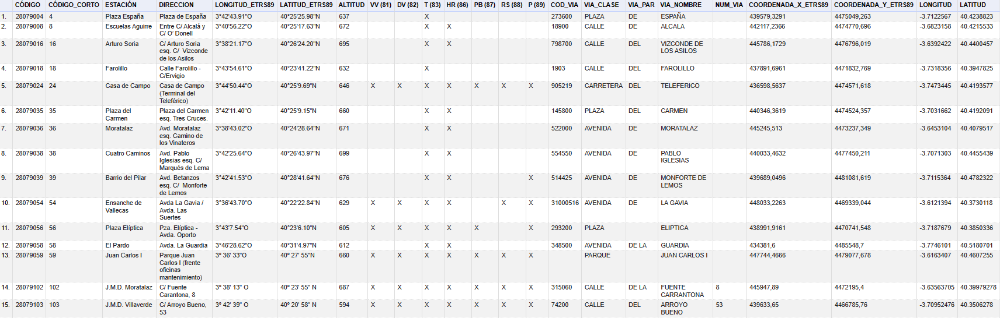 CÓDIGO CÓDIGO_CORTO ESTACIÓN DIRECCION LONGITUD_ETRS89 LATITUD_ETRS89 ALTITUD VV (81) DV (82) T (83) HR (86) PB (87) RS (88) P (89) COD_VIA VIA_CLASE VIA_PAR VIA_NOMBRE NUM_VIA COORDENADA_X_ETRS89 COORDENADA_Y_ETRS89 LONGITUD LATITUD
1. 28079004 4 Plaza España Plaza de España 3°42'43.91"O 40°25'25.98"N 637 X 273600 PLAZA DE ESPAÑA 439579,3291 4475049,263 -3.7122567 40.4238823
2. 28079008 8 Escuelas Aguirre Entre C/ Alcalá y 3°40'56.22"O 40°25'17.63"N 672 X X 18900 CALLE DE ALCALA 442117,2366 4474770,696 -3.6823158 40.4215533
C/ O' Donell
3. 28079016 16 Arturo Soria C/ Arturo Soria 3°38'21.17"O 40°26'24.20"N 695 X X 798700 CALLE DEL VIZCONDE DE 445786,1729 4476796,019 -3.6392422 40.4400457
esq. C/ Vizconde LOS ASILOS
de los Asilos
4. 28079018 18 Farolillo Calle Farolillo - 3°43'54.61"O 40°23'41.22"N 632 X 1903 CALLE DEL FAROLILLO 437891,6961 4471832,769 -3.7318356 40.3947825
C/Ervigio
5. 28079024 24 Casa de Campo Casa de Campo 3°44'50.44"O 40°25'9.69"N 646 X X X X X X X 905219 CARRETERA DEL TELEFERICO 436598,5637 4474571,618 -3.7473445 40.4193577
(Terminal del
Teleférico)
6. 28079035 35 Plaza del Plaza del Carmen 3°42'11.40"O 40°25'9.15"N 660 X X 145800 PLAZA DEL CARMEN 440346,3619 4474524,357 -3.7031662 40.4192091
Carmen esq. Tres Cruces.
7. 28079036 36 Moratalaz Avd. Moratalaz 3°38'43.02"O 40°24'28.64"N 671 X X 522000 AVENIDA DE MORATALAZ 445245,513 4473237,349 -3.6453104 40.4079517
esq. Camino de
los Vinateros
8. 28079038 38 Cuatro Caminos Avd. Pablo 3°42'25.64"O 40°26'43.97"N 699 X X 554550 AVENIDA DE PABLO 440033,4632 4477450,211 -3.7071303 40.4455439
Iglesias esq. C/ IGLESIAS
Marqués de Lema
9. 28079039 39 Barrio del Pilar Avd. Betanzos 3°42'41.53"O 40°28'41.64"N 676 X X X 514425 AVENIDA DE MONFORTE DE 439689,0496 4481081,619 -3.7115364 40.4782322
esq. C/ Monforte LEMOS
de Lemos
10. 28079054 54 Ensanche de Avda La Gavia / 3°36'43.70"O 40°22'22.84"N 629 X X X X X X 31000516 AVENIDA DE LA GAVIA 448033,2263 4469339,044 -3.6121394 40.3730118
Vallecas Avda. Las
Suertes
11. 28079056 56 Plaza Elíptica Pza. Elíptica - 3°43'7.54"O 40°23'6.10"N 605 X X X X X X 293200 PLAZA ELIPTICA 438991,9161 4470741,548 -3.7187679 40.3850336
Avda. Oporto
12. 28079058 58 El Pardo Avda. La Guardia 3°46'28.62"O 40°31'4.97"N 612 X X 348500 AVENIDA DE LA GUARDIA 434381,6 4485548,7 -3.7746101 40.5180701
13. 28079059 59 Juan Carlos I Parque Juan 3º 36' 33"O 40º 27' 55"N 660 X X X X X X X PARQUE JUAN CARLOS I 447744,4666 4479077,678 -3.6163407 40.4607255
Carlos I (frente
oficinas
mantenimiento)
14. 28079102 102 J.M.D. Moratalaz C/ Fuente 3º 38' 13" O 40º 23' 55" N 687 X X X X X X X 315060 CALLE DE LA FUENTE 8 445947,89 4472195,4 -3.63563705 40.39979278
Carantona, 8 CARRANTONA
15. 28079103 103 J.M.D. Villaverde C/ Arroyo Bueno, 3º 42' 39" O 40º 20' 58" N 594 X X X X X X X 74200 CALLE DEL ARROYO 53 439633,65 4466785,76 -3.70952476 40.3506278
53 BUENO